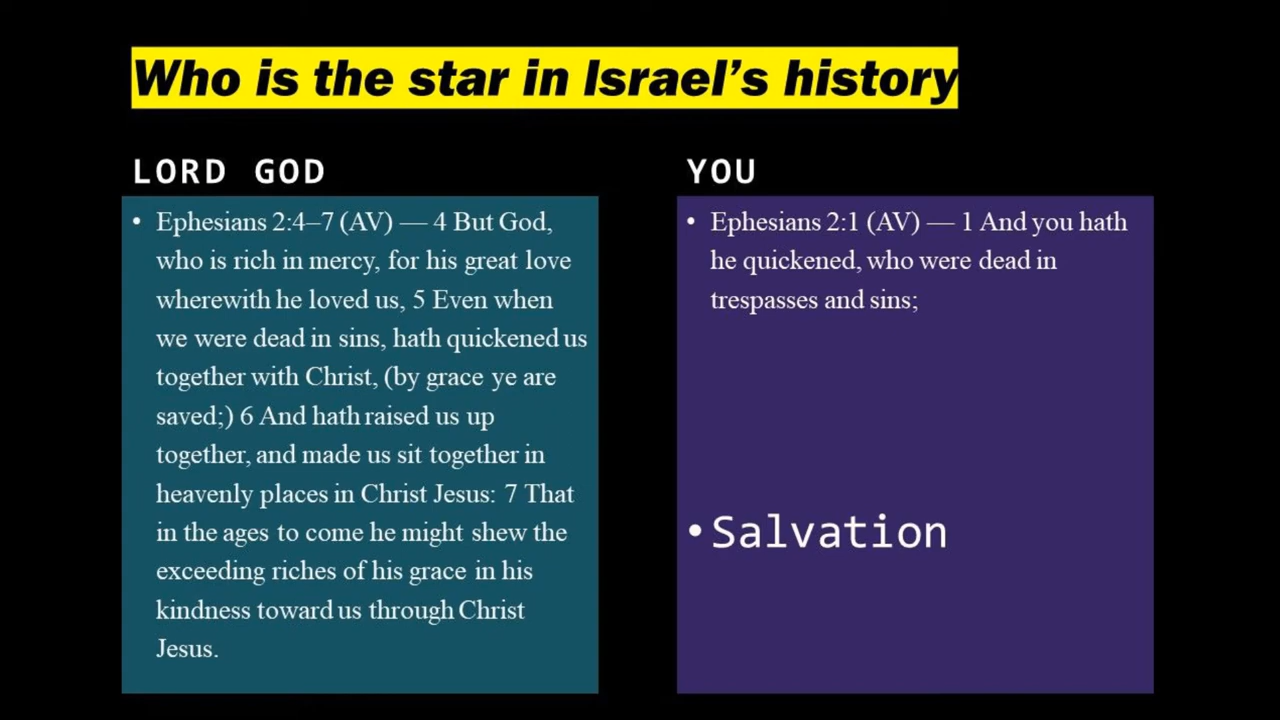 Who is the star in Israel’s history
LORD GOD
• Ephesians 2:4–7 (AV) — 4 But God,
who is rich in mercy, for his great love
wherewith he loved us, 5 Even when
we were dead in sins, hath quickened us
together with Christ, (by grace ye are
saved;) 6 And hath raised us up
together, and made us sit together in
heavenly places in Christ Jesus: 7 That
in the ages to come he might shew the
exceeding riches of his grace in his
kindness toward us through Christ
Jesus.
YOU
• Ephesians 2:1 (AV) — 1 And you hath
he quickened, who were dead in
trespasses and sins;
• Salvation